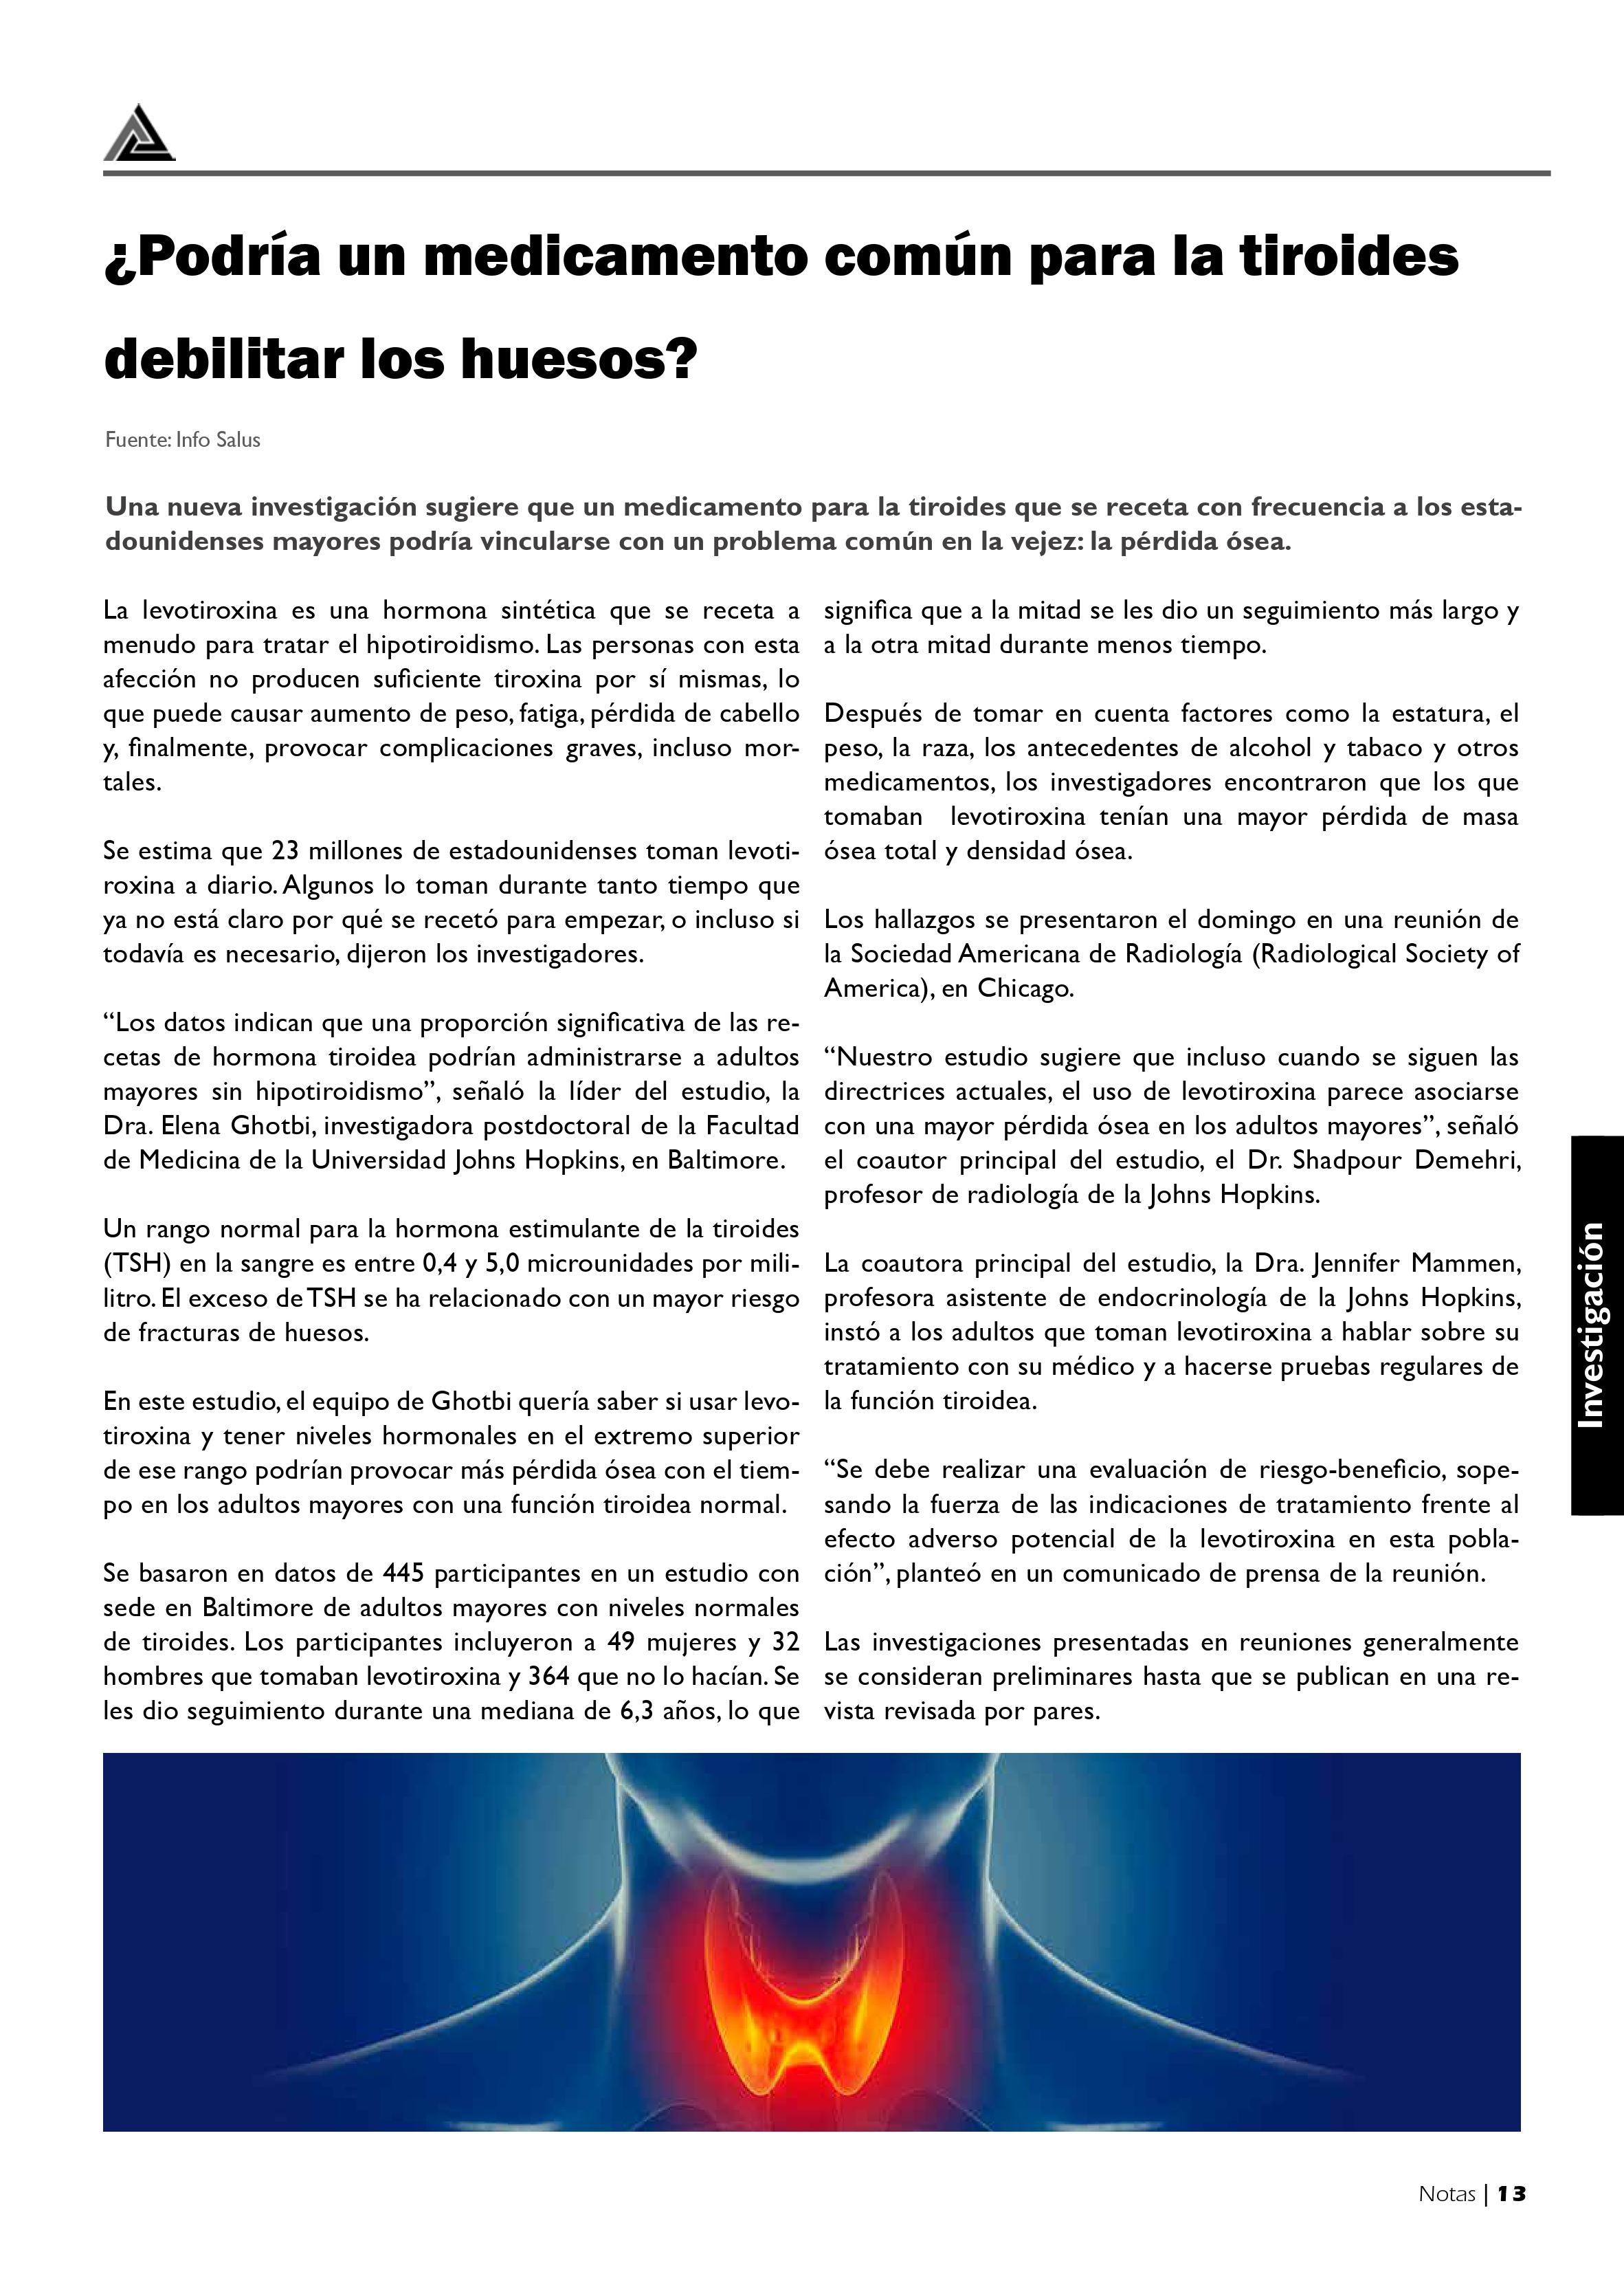 ¿Podría un medicamento común para la tiroides
debilitar los huesos?
Fuente: Info Salus
Una nueva investigación sugiere que un medicamento para la tiroides que se receta con frecuencia a los esta-
dounidenses mayores podría vincularse con un problema común en la vejez: la pérdida ósea.
La levotiroxina es una hormona sintética que se receta a
menudo para tratar el hipotiroidismo. Las personas con esta
afección no producen suficiente tiroxina por sí mismas, lo
que puede causar aumento de peso, fatiga, pérdida de cabello
y, finalmente, provocar complicaciones graves, incluso mor-
tales.
Se estima que 23 millones de estadounidenses toman levoti-
roxina a diario. Algunos lo toman durante tanto tiempo que
ya no está claro por qué se recetó para empezar, o incluso si
todavía es necesario, dijeron los investigadores.
“Los datos indican que una proporción significativa de las re-
cetas de hormona tiroidea podrían administrarse a adultos
mayores sin hipotiroidismo”, señaló la líder del estudio, la
Dra. Elena Ghotbi, investigadora postdoctoral de la Facultad
de Medicina de la Universidad Johns Hopkins, en Baltimore.
Un rango normal para la hormona estimulante de la tiroides
(TSH) en la sangre es entre 0,4 y 5,0 microunidades por mili-
litro. El exceso de TSH se ha relacionado con un mayor riesgo
de fracturas de huesos.
En este estudio, el equipo de Ghotbi quería saber si usar levo-
tiroxina y tener niveles hormonales en el extremo superior
de ese rango podrían provocar más pérdida ósea con el tiem-
po en los adultos mayores con una función tiroidea normal.
Se basaron en datos de 445 participantes en un estudio con
sede en Baltimore de adultos mayores con niveles normales
de tiroides. Los participantes incluyeron a 49 mujeres y 32
hombres que tomaban levotiroxina y 364 que no lo hacían. Se
les dio seguimiento durante una mediana de 6,3 años, lo que
significa que a la mitad se les dio un seguimiento más largo y
a la otra mitad durante menos tiempo.
Después de tomar en cuenta factores como la estatura, el
peso, la raza, los antecedentes de alcohol y tabaco y otros
medicamentos, los investigadores encontraron que los que
tomaban levotiroxina tenían una mayor pérdida de masa
ósea total y densidad ósea.
Los hallazgos se presentaron el domingo en una reunión de
la Sociedad Americana de Radiología (Radiological Society of
America), en Chicago.
“Nuestro estudio sugiere que incluso cuando se siguen las
directrices actuales, el uso de levotiroxina parece asociarse
con una mayor pérdida ósea en los adultos mayores”, señaló
el coautor principal del estudio, el Dr. Shadpour Demehri,
profesor de radiología de la Johns Hopkins.
La coautora principal del estudio, la Dra. Jennifer Mammen,
profesora asistente de endocrinología de la Johns Hopkins,
instó a los adultos que toman levotiroxina a hablar sobre su
tratamiento con su médico y a hacerse pruebas regulares de
la función tiroidea.
“Se debe realizar una evaluación de riesgo-beneficio, sope-
sando la fuerza de las indicaciones de tratamiento frente al
efecto adverso potencial de la levotiroxina en esta pobla-
ción”, planteó en un comunicado de prensa de la reunión.
Las investigaciones presentadas en reuniones generalmente
se consideran preliminares hasta que se publican en una re-
vista revisada por pares.
Investigación
Notas | 13